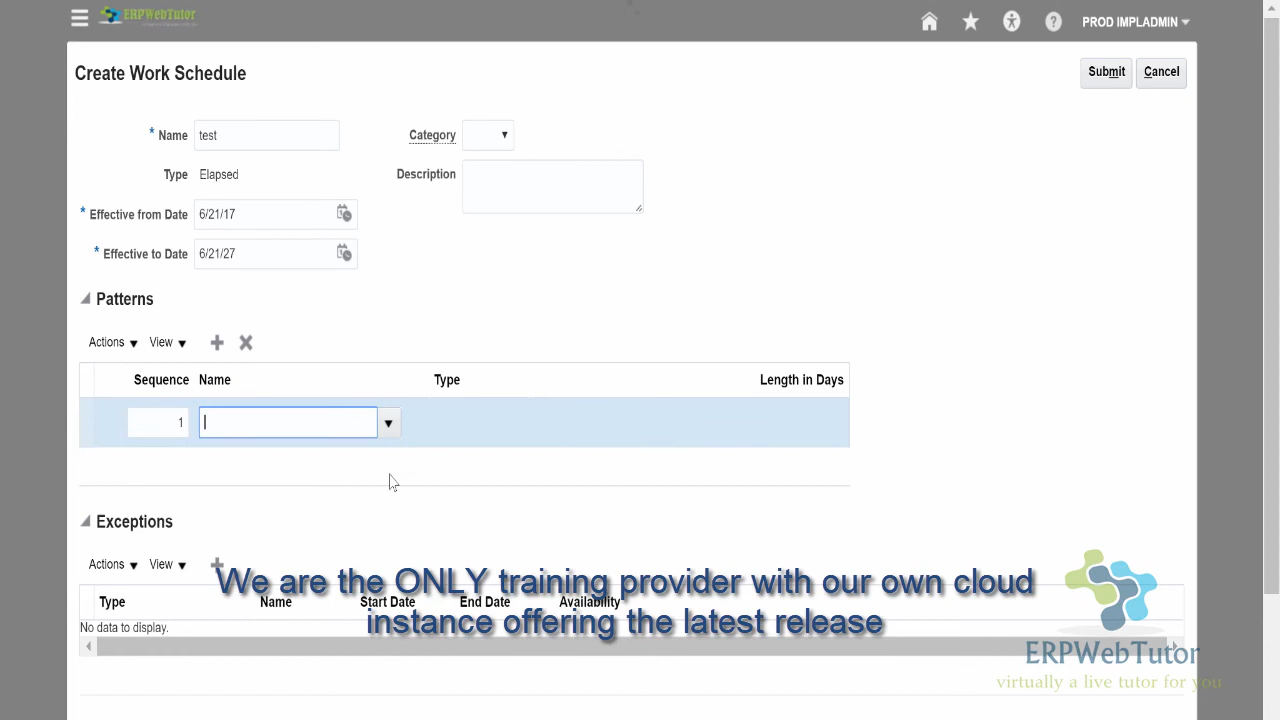 ERPWebTutor
PROD IMPLADMIN
Create Work Schedule
Submit Cancel
* Name test
Category
Type Elapsed
Description
* Effective from Date 6/21/17
* Effective to Date 6/21/27
Patterns
Actions View
Sequence Name Type Length in Days
1
Exceptions
Actions View
We are the ONLY training provider with our own cloud
Type Name Start Date End Date Availability
instance offering the latest release
No data to display.
ERPWebTutor
virtually a live tutor for you